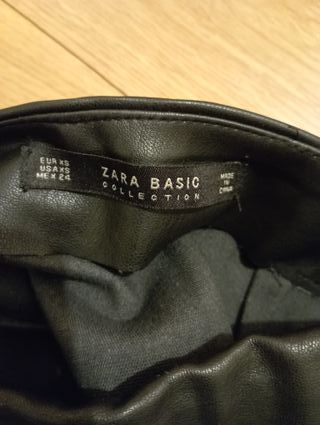 EUR XS
USA XS
MEX 24
ZARA BASIC
COLLECTION
MADE
IN
CHINA